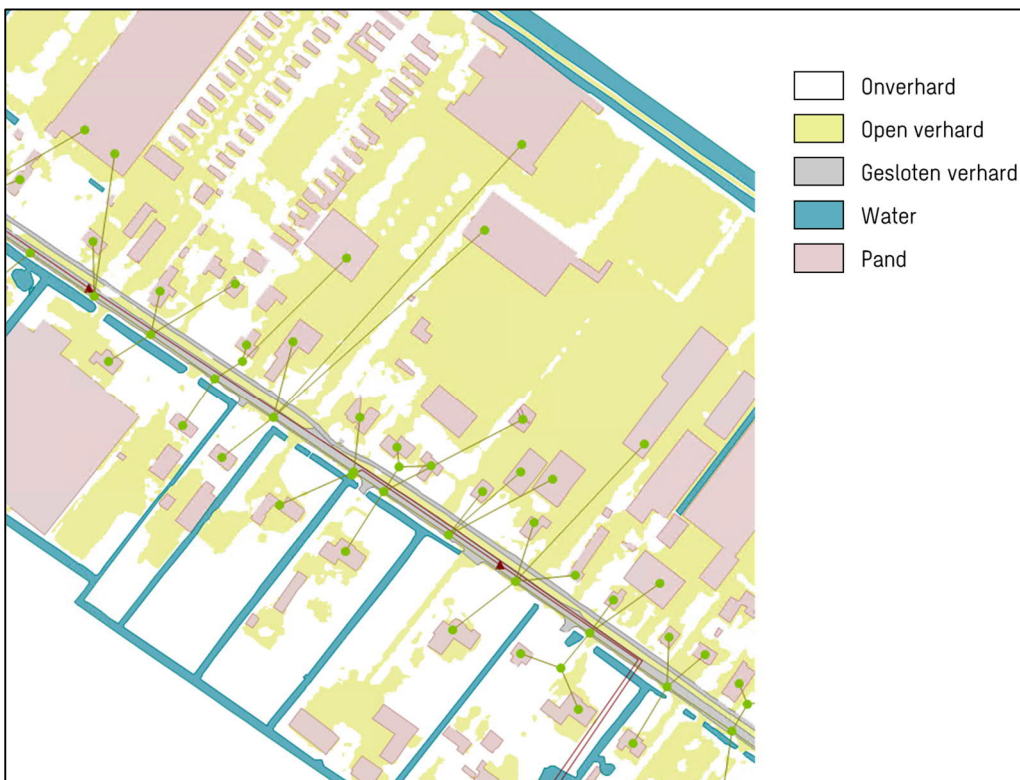 Onverhard
Open verhard
Gesloten verhard
Water
Pand